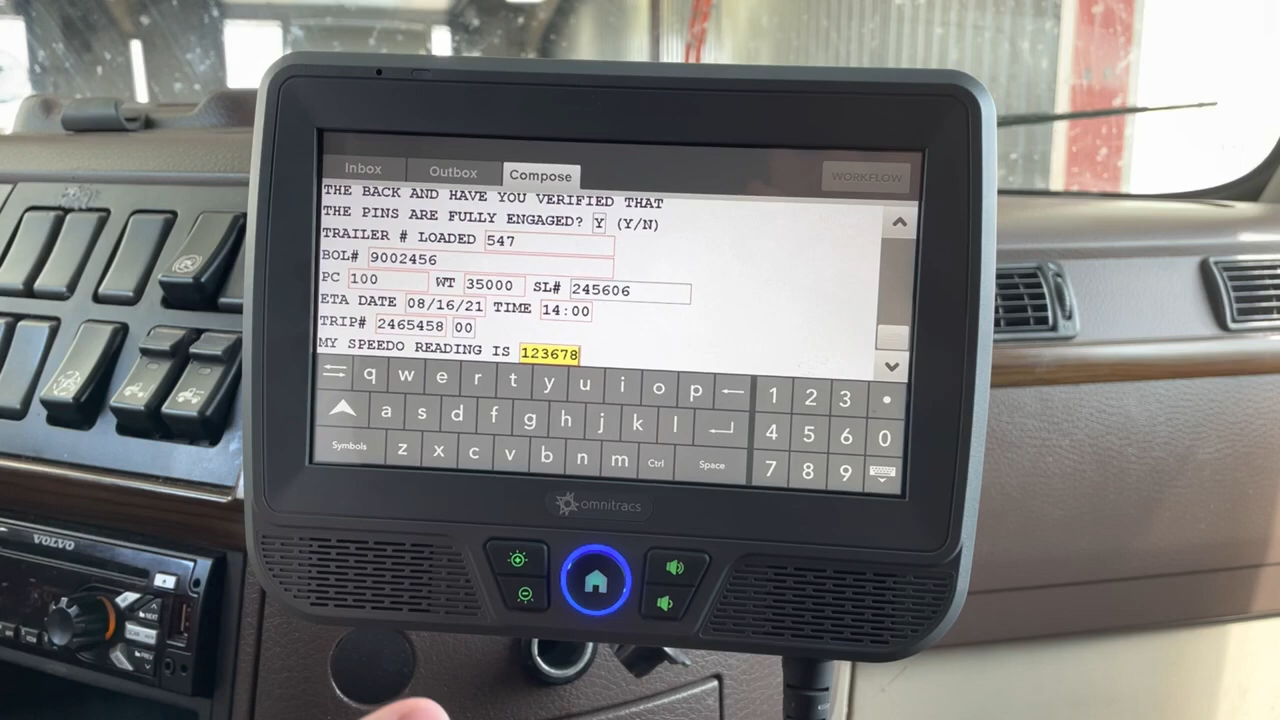 Inbox Outbox Compose WORKFLOW
THE BACK AND HAVE YOU VERIFIED THAT
THE PINS ARE FULLY ENGAGED? Y (Y/N)
TRAILER # LOADED 547
BOL# 9002456
PC 100 WT 35000 SL# 245606
ETA DATE 08/16/21 TIME 14:00
TRIP# 2465458 00
MY SPEEDO READING IS 123678
q w e r t y u i o p 1 2 3 •
a s d f g h j k l 4 5 6 0
Symbols z x c v b n m Ctrl Space 7 8 9
omnitracs
VOLVO